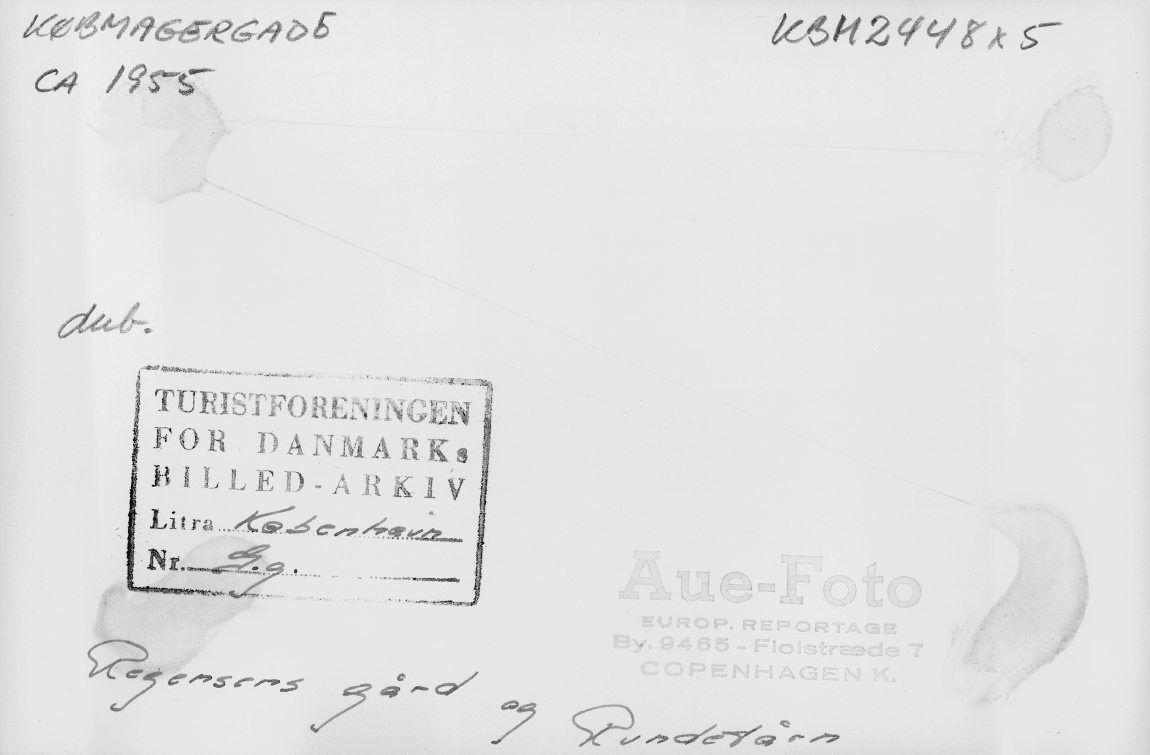 KØBMAGERGADE
KBH2448x5
CA 1955
dub.
TURISTFORENINGEN
FOR DANMARKs
BILLED-ARKIV
Litra København
Nr. G.g.
Aue-Foto
EUROP. REPORTAGE
By. 9465 - Fiolstræde 7
COPENHAGEN K.
Regensens gård og Rundetårn